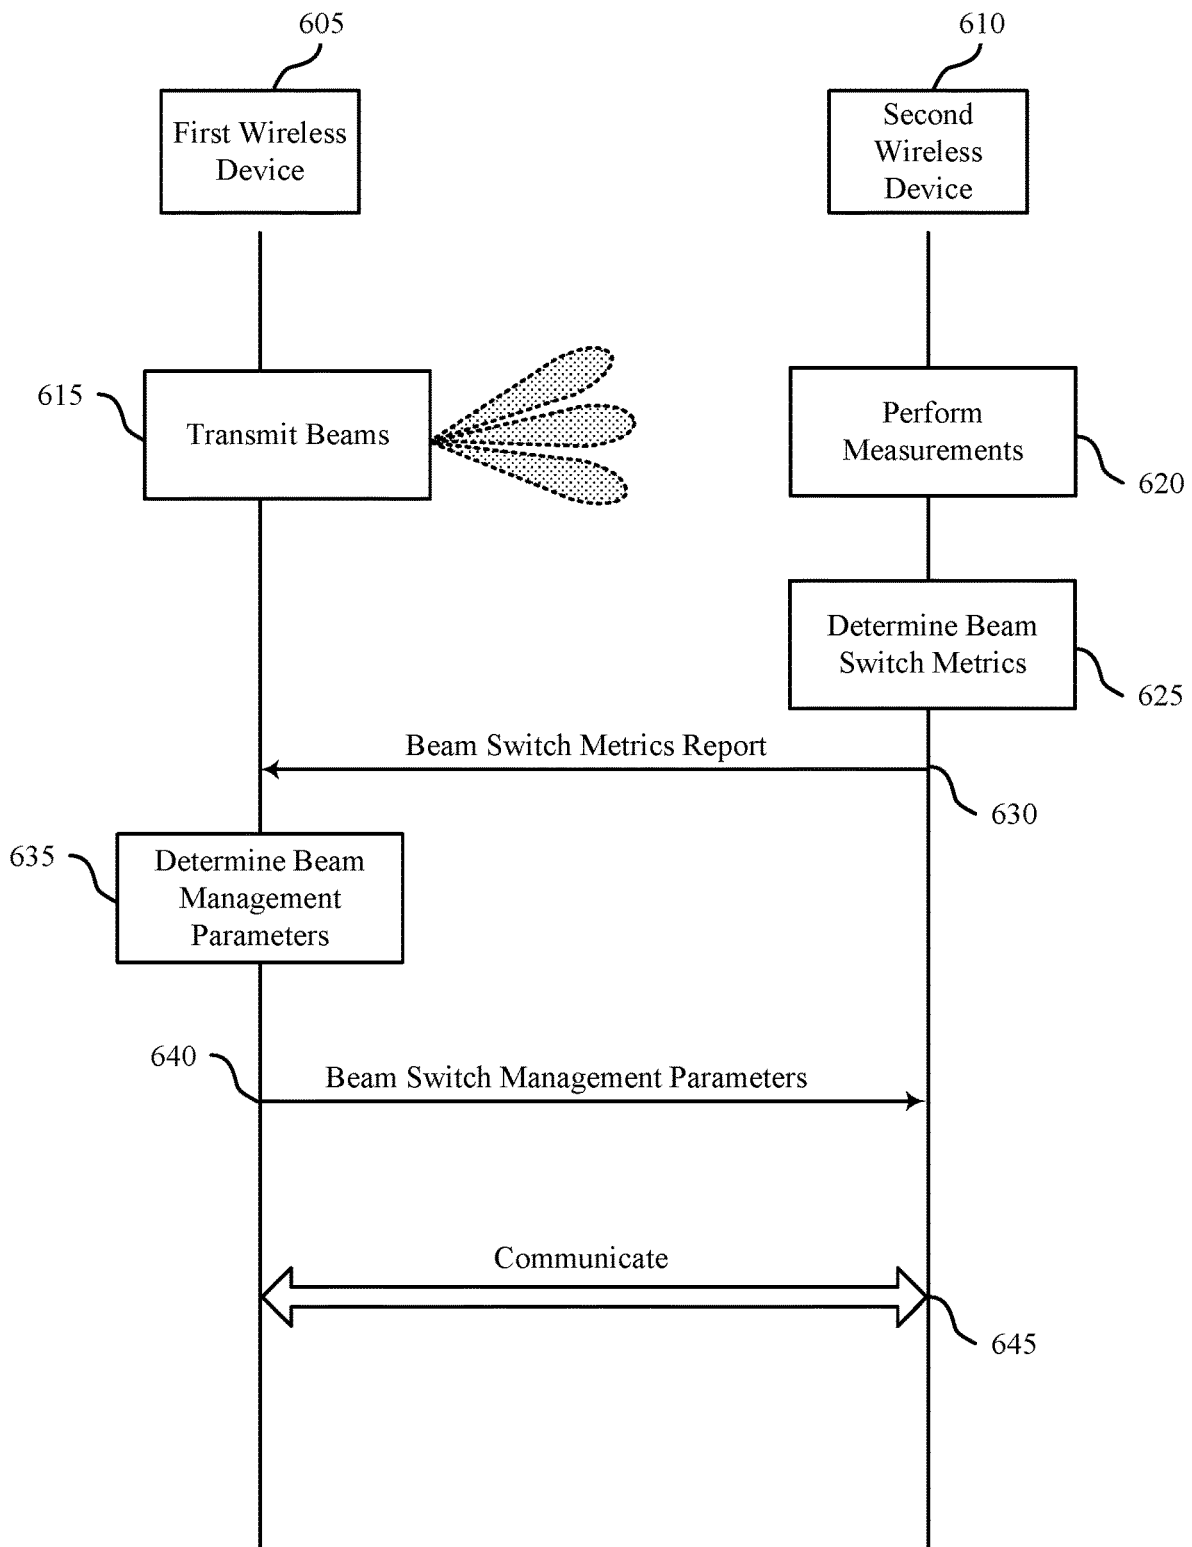 605
610
First Wireless
Device
Second
Wireless
Device
615
Transmit Beams
Perform
Measurements
620
Determine Beam
Switch Metrics
625
Beam Switch Metrics Report
630
635
Determine Beam
Management
Parameters
640
Beam Switch Management Parameters
Communicate
645